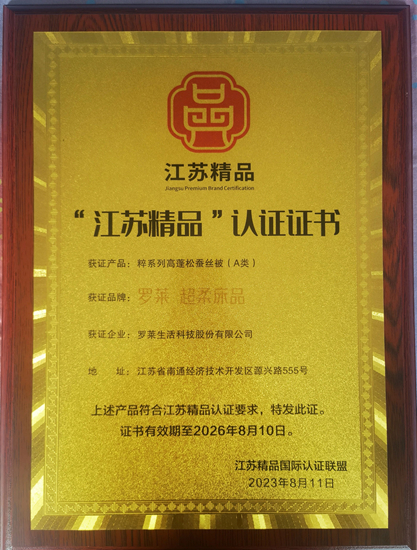 江苏精品
Jiangsu Premium Brand Certification
“江苏精品”认证证书
获证产品：粹系列高蓬松蚕丝被（A类）
获证品牌：罗莱 超柔床品
获证企业：罗莱生活科技股份有限公司
地 址：江苏省南通经济技术开发区源兴路555号
上述产品符合江苏精品认证要求，特发此证。
证书有效期至2026年8月10日。
江苏精品国际认证联盟
2023年8月11日